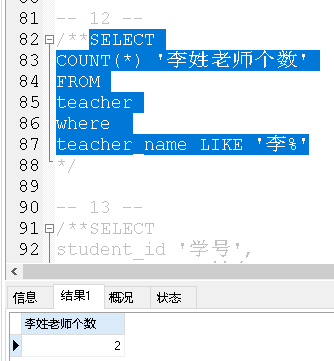 81 -- 12 --
82 /**SELECT
83 COUNT(*) '李姓老师个数'
84 FROM
85 teacher
86 where
87 teacher_name LIKE '李%'
88 */
89
90 -- 13 --
91 /**SELECT
92 student_id '学号',
信息 结果1 概况 状态
李姓老师个数
2